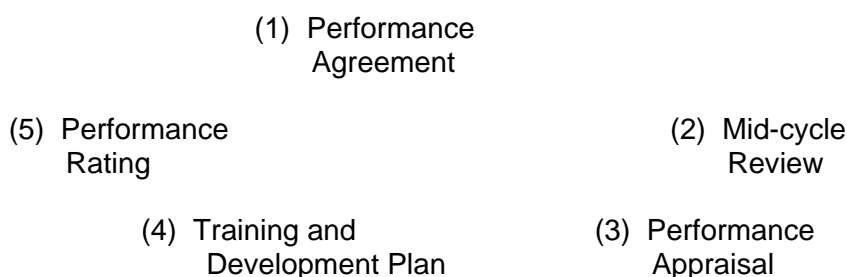 (1) Performance
Agreement
(5) Performance
Rating
(2) Mid-cycle
Review
(4) Training and
Development Plan
(3) Performance
Appraisal